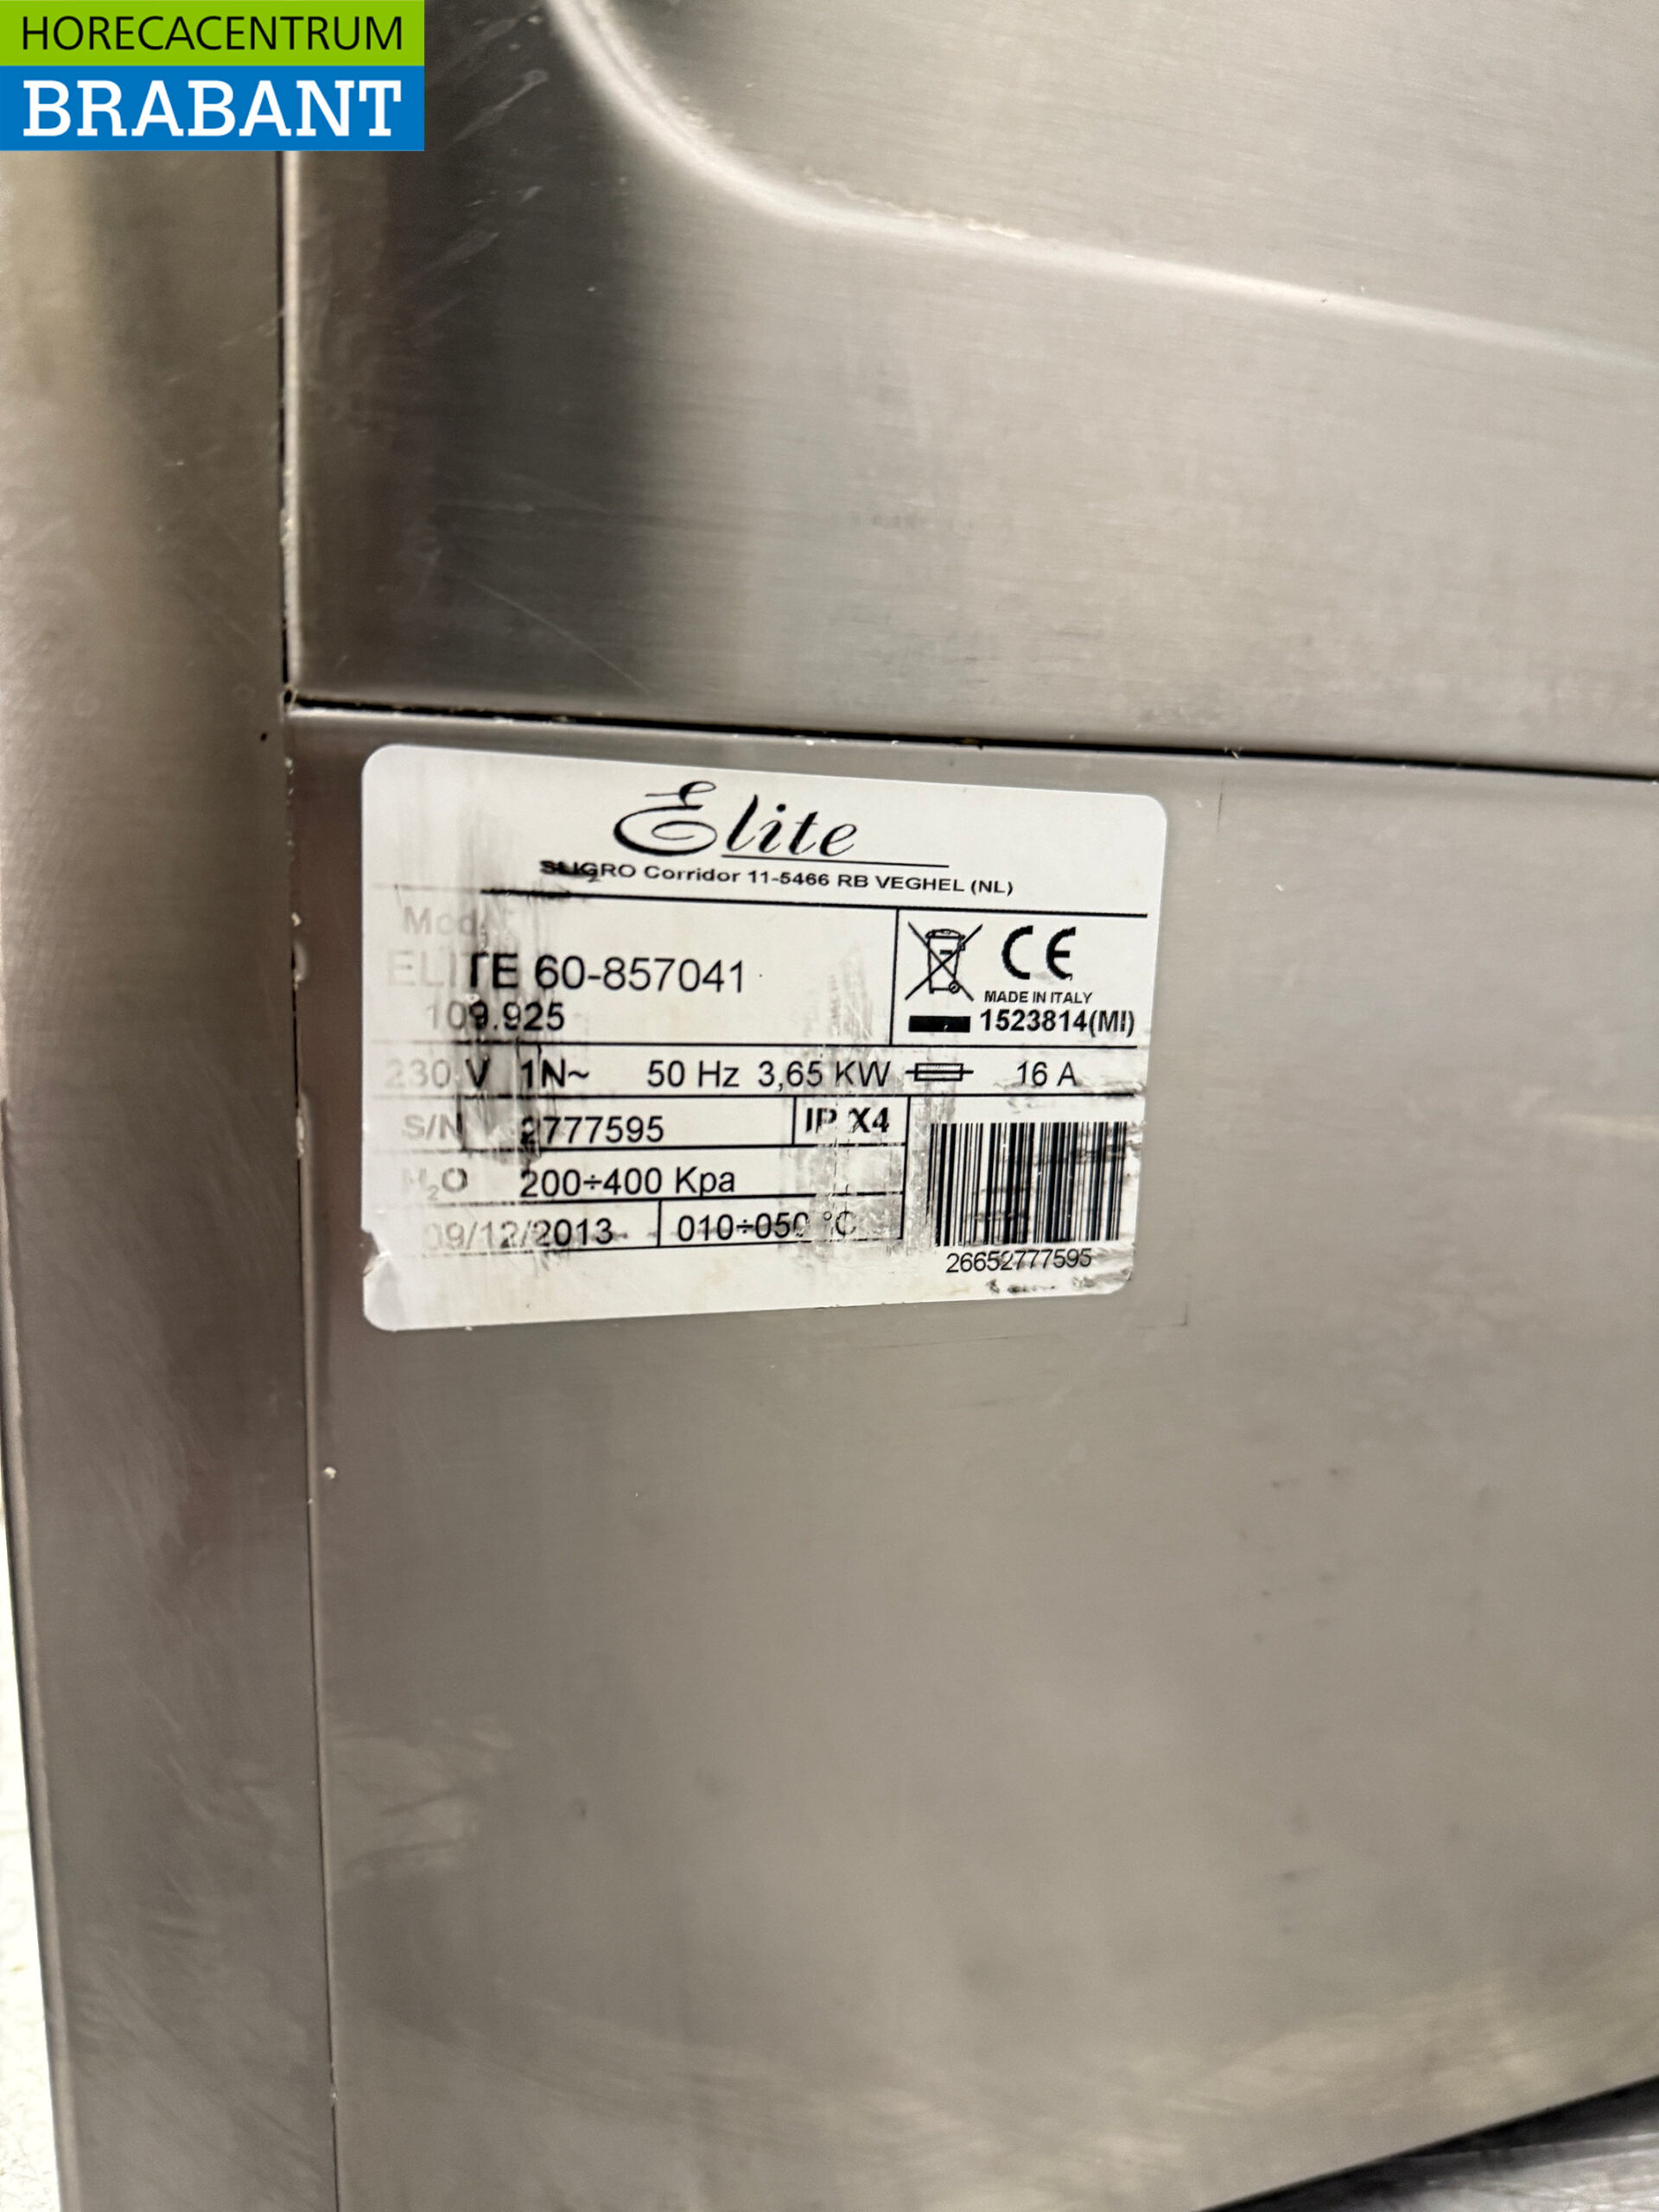 HORECACENTRUM
BRABANT
Elite
SLIGRO Corridor 11-5466 RB VEGHEL (NL)
Mod.
ELITE 60-857041
109.925
CE
MADE IN ITALY
1523814(MI)
230 V 1N~ 50 Hz 3,65 KW 16 A
S/N 2777595 IP X4
H₂O 200÷400 Kpa
09/12/2013 010÷050 °C
26652777595